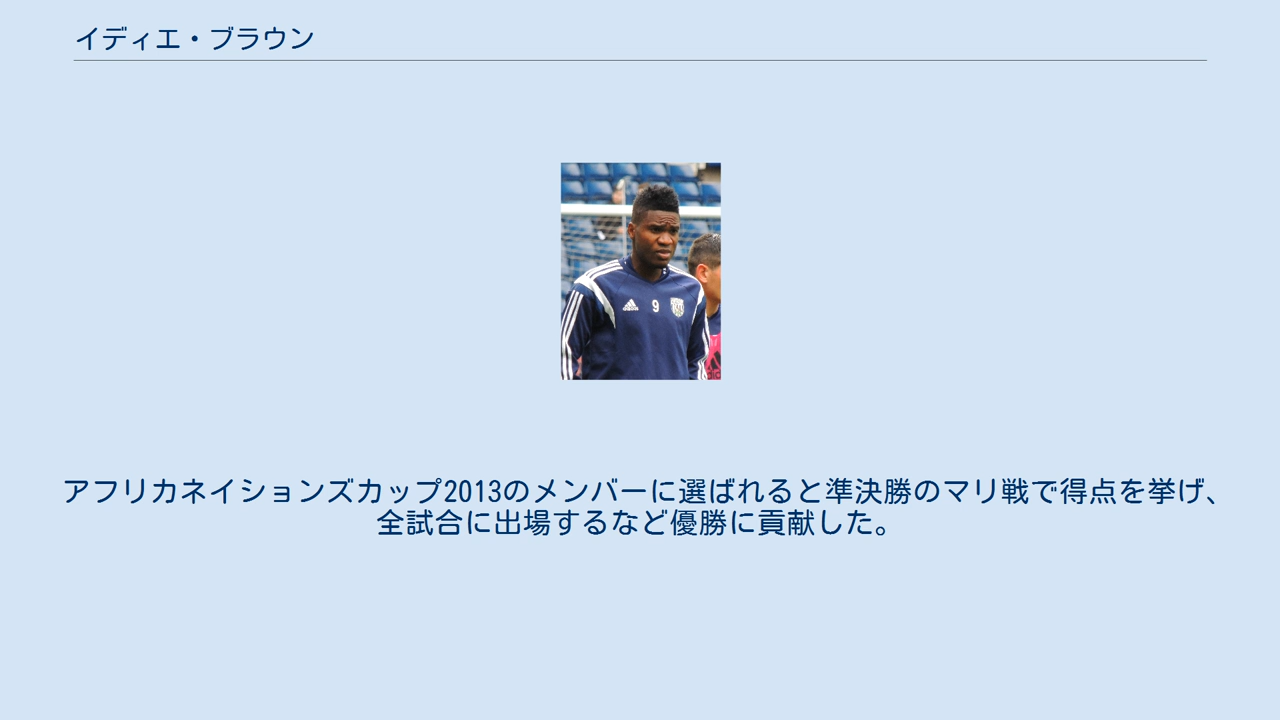 イディエ・ブラウン
9
アフリカネイションズカップ2013のメンバーに選ばれると準決勝のマリ戦で得点を挙げ、
全試合に出場するなど優勝に貢献した。